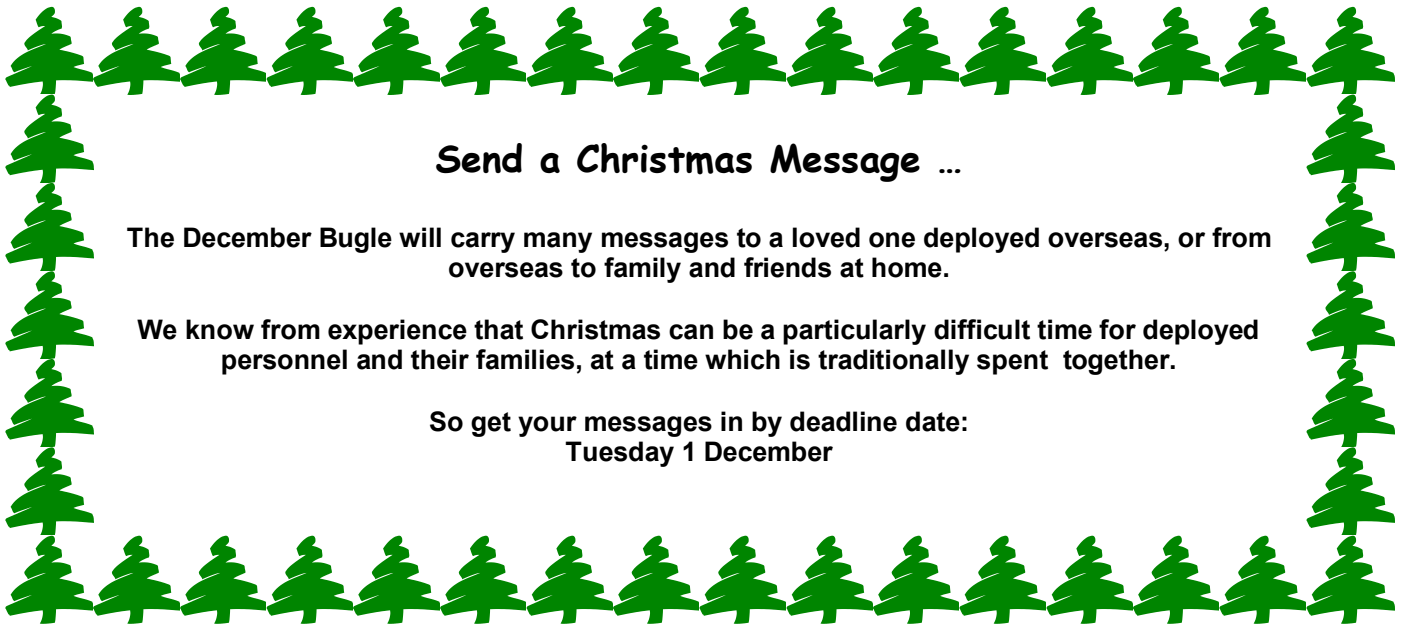 Send a Christmas Message …
The December Bugle will carry many messages to a loved one deployed overseas, or from
overseas to family and friends at home.
We know from experience that Christmas can be a particularly difficult time for deployed
personnel and their families, at a time which is traditionally spent  together.
So get your messages in by deadline date:
Tuesday 1 December